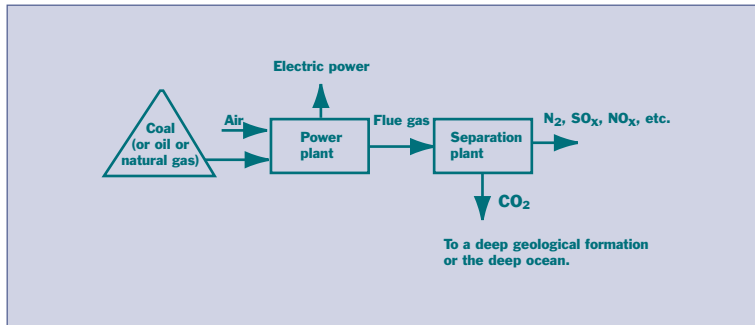 Electric power
Coal
(or oil or
natural gas)
Air
Power
plant
Flue gas
Separation
plant
N₂, SOₓ, NOₓ, etc.
CO₂
To a deep geological formation
or the deep ocean.